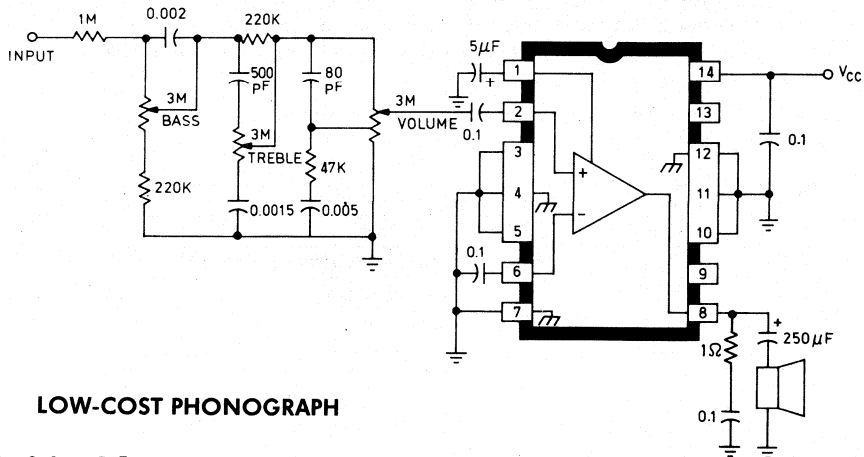 1M
0.002
220K
INPUT
3M
BASS
500
pF
80
pF
3M
TREBLE
3M
VOLUME
220K
0.0015
47K
0.005
5µF
+
0.1
0.1
1
2
3
4
5
6
7
+
−
14
13
12
11
10
9
8
VCC
0.1
1Ω
+
250µF
0.1
LOW-COST PHONOGRAPH